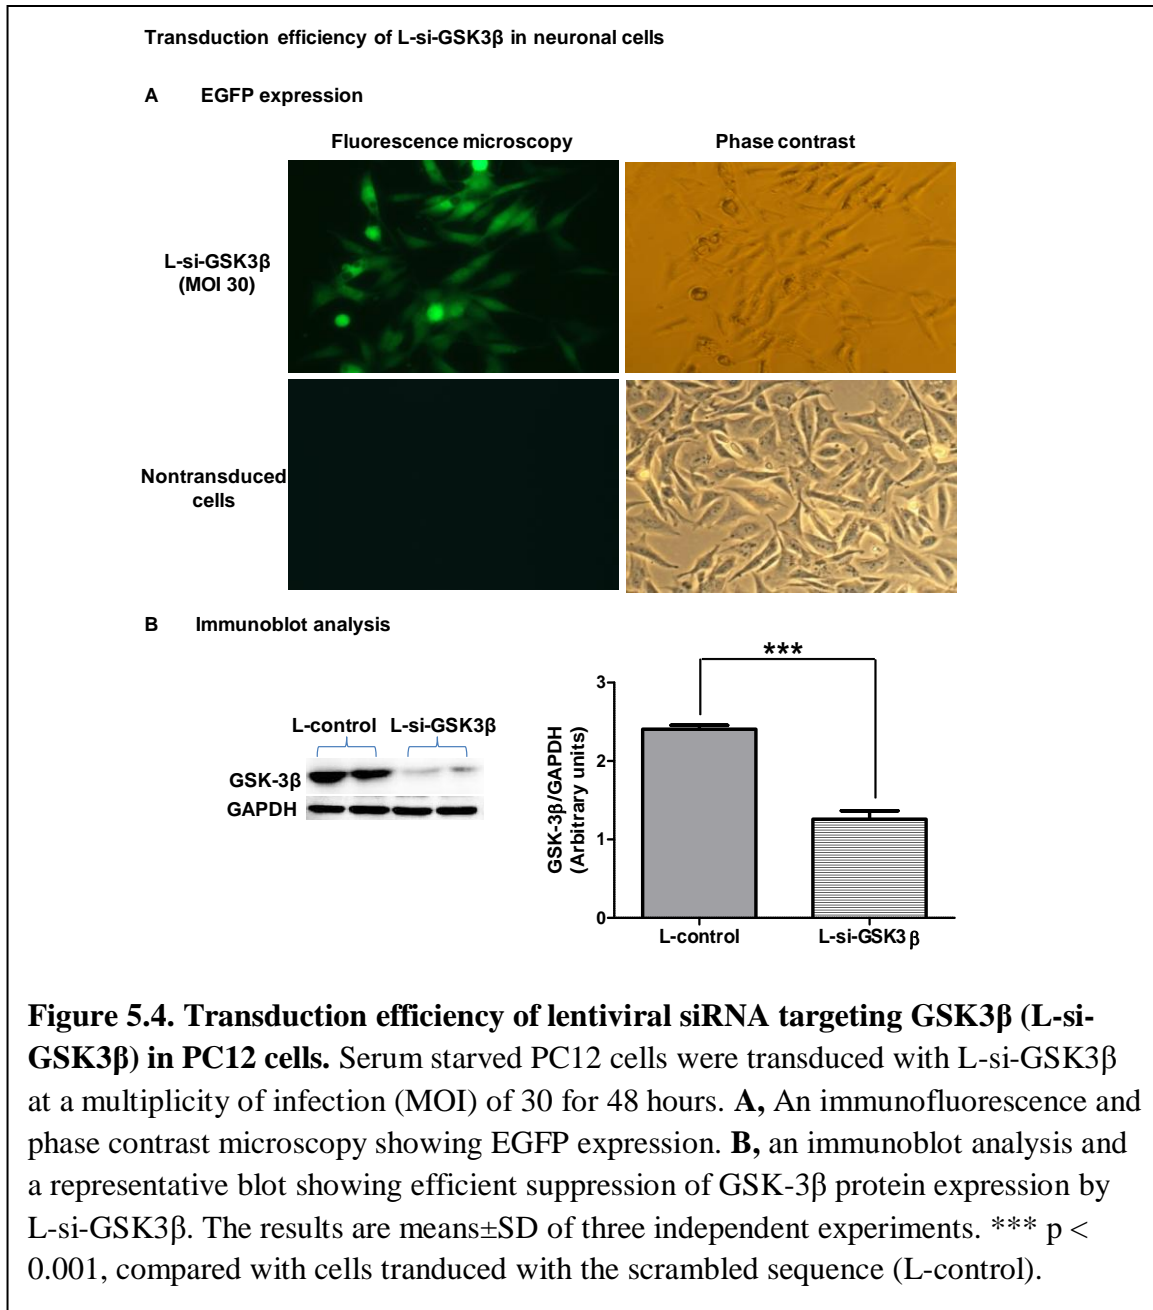 Transduction efficiency of L-si-GSK3β in neuronal cells
A EGFP expression
Fluorescence microscopy Phase contrast
L-si-GSK3β
(MOI 30)
Nontransduced
cells
B Immunoblot analysis
L-control L-si-GSK3β
GSK-3β
GAPDH
***
GSK-3β/GAPDH
(Arbitrary units)
3
2
1
0
L-control L-si-GSK3 β
Figure 5.4. Transduction efficiency of lentiviral siRNA targeting GSK3β (L-si-
GSK3β) in PC12 cells. Serum starved PC12 cells were transduced with L-si-GSK3β
at a multiplicity of infection (MOI) of 30 for 48 hours. A, An immunofluorescence and
phase contrast microscopy showing EGFP expression. B, an immunoblot analysis and
a representative blot showing efficient suppression of GSK-3β protein expression by
L-si-GSK3β. The results are means±SD of three independent experiments. *** p <
0.001, compared with cells tranduced with the scrambled sequence (L-control).